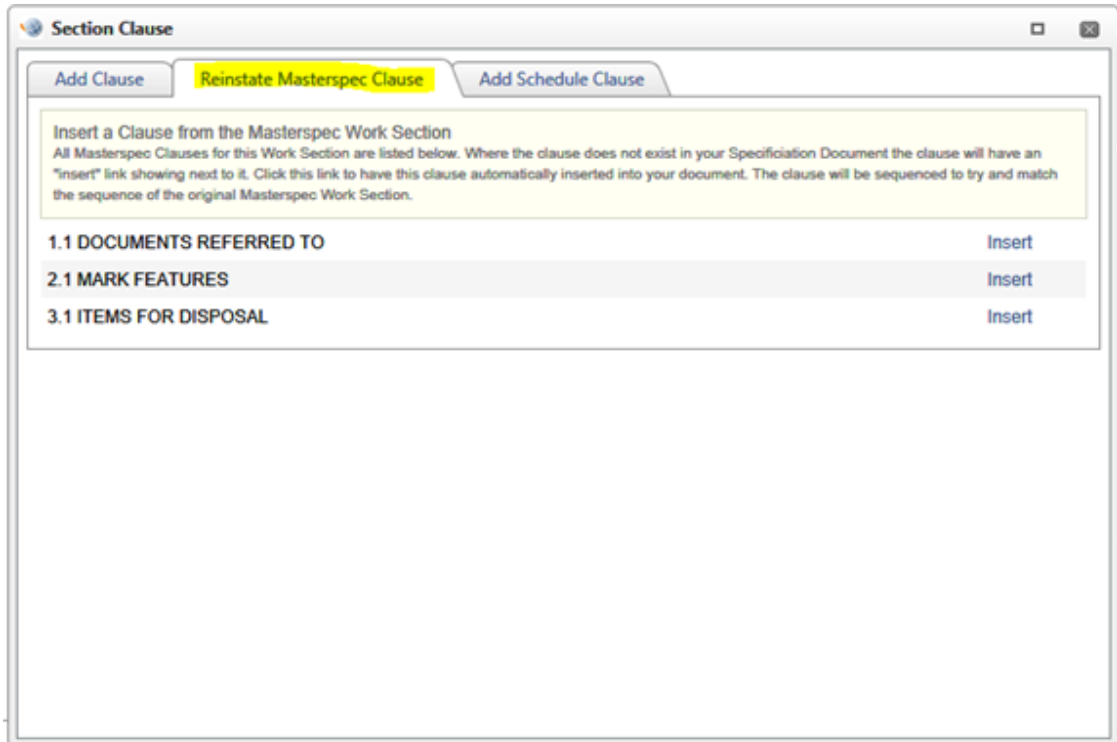 Section Clause
Add Clause Reinstate Masterspec Clause Add Schedule Clause
Insert a Clause from the Masterspec Work Section
All Masterspec Clauses for this Work Section are listed below. Where the clause does not exist in your Specificiation Document the clause will have an
"insert" link showing next to it. Click this link to have this clause automatically inserted into your document. The clause will be sequenced to try and match
the sequence of the original Masterspec Work Section.
1.1 DOCUMENTS REFERRED TO Insert
2.1 MARK FEATURES Insert
3.1 ITEMS FOR DISPOSAL Insert